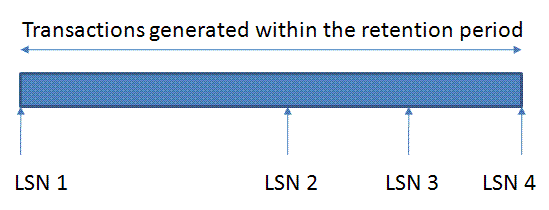 Transactions generated within the retention period
LSN 1
LSN 2
LSN 3
LSN 4